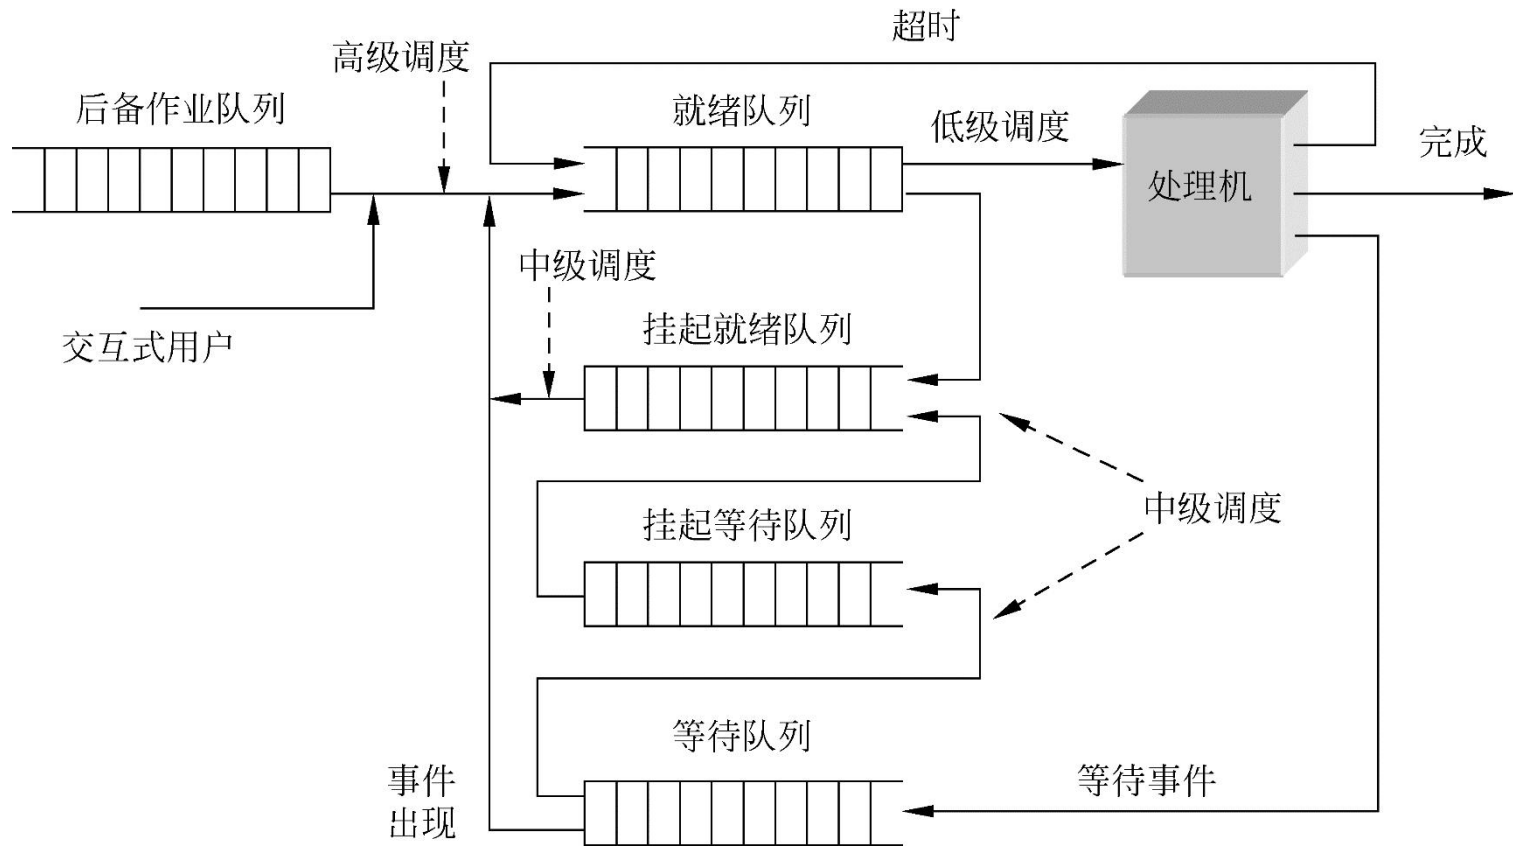 超时
高级调度
后备作业队列
就绪队列
低级调度
完成
处理机
中级调度
交互式用户
挂起就绪队列
中级调度
挂起等待队列
等待队列
事件
出现
等待事件